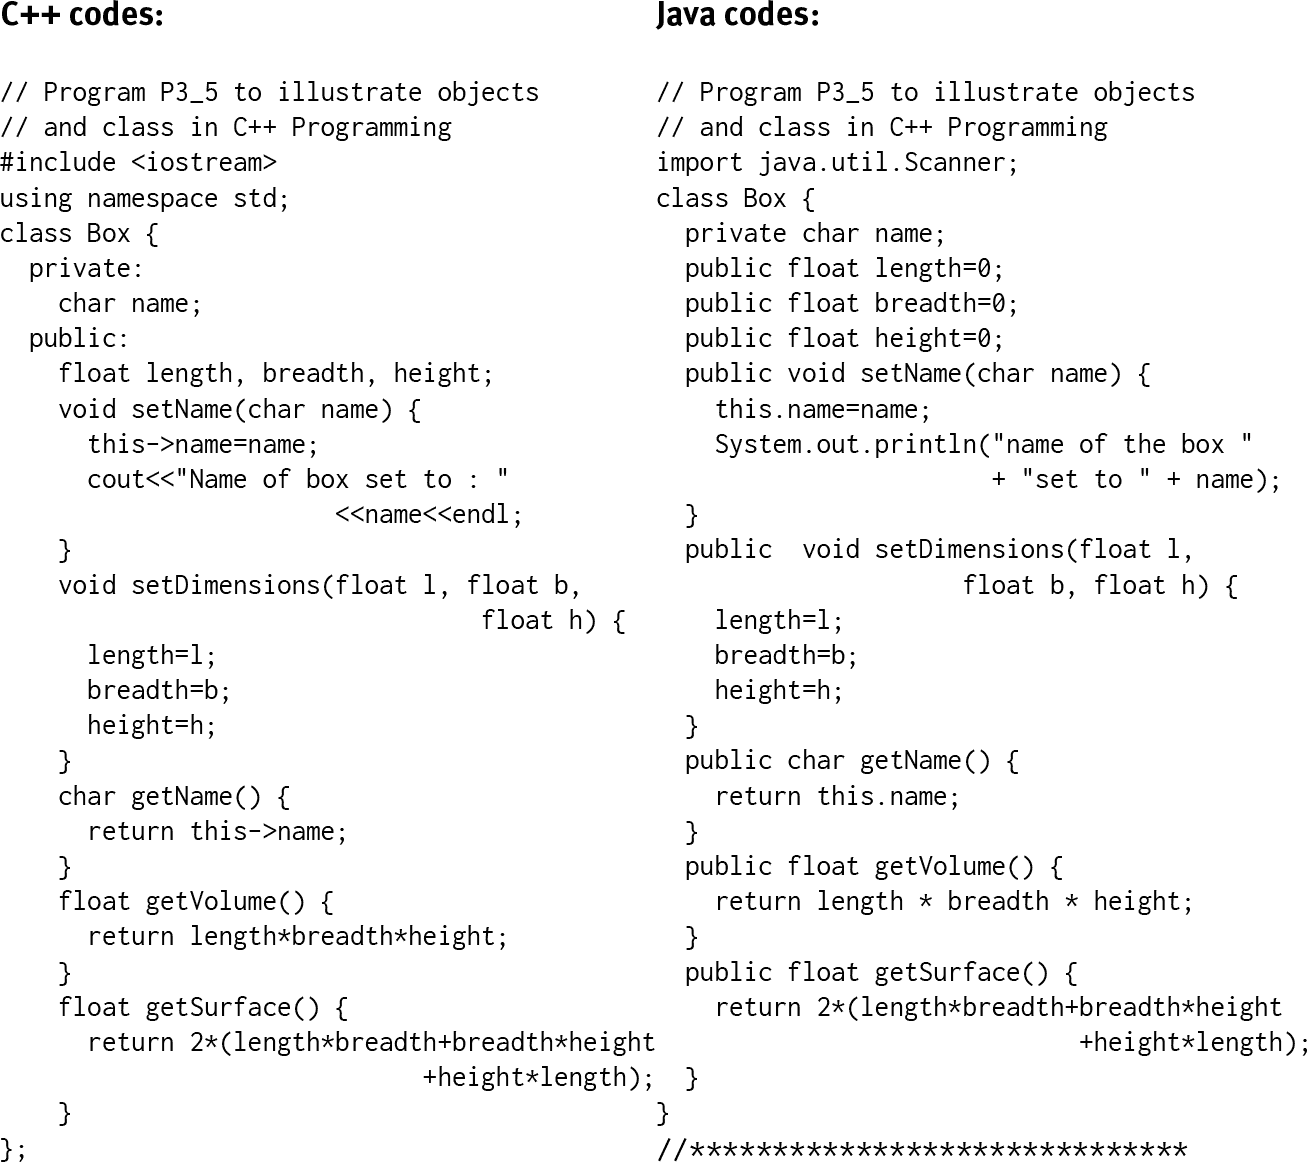 C++ codes:
// Program P3_5 to illustrate objects
// and class in C++ Programming
#include <iostream>
using namespace std;
class Box {
  private:
    char name;
  public:
    float length, breadth, height;
    void setName(char name) {
      this->name=name;
      cout<<"Name of box set to : "
                       <<name<<endl;
    }
    void setDimensions(float l, float b,
                                 float h) {
      length=l;
      breadth=b;
      height=h;
    }
    char getName() {
      return this->name;
    }
    float getVolume() {
      return length*breadth*height;
    }
    float getSurface() {
      return 2*(length*breadth+breadth*height
                             +height*length);
    }
};
Java codes:
// Program P3_5 to illustrate objects
// and class in C++ Programming
import java.util.Scanner;
class Box {
  private char name;
  public float length=0;
  public float breadth=0;
  public float height=0;
  public void setName(char name) {
    this.name=name;
    System.out.println("name of the box "
                       + "set to " + name);
  }
  public  void setDimensions(float l,
                     float b, float h) {
    length=l;
    breadth=b;
    height=h;
  }
  public char getName() {
    return this.name;
  }
  public float getVolume() {
    return length * breadth * height;
  }
  public float getSurface() {
    return 2*(length*breadth+breadth*height
                             +height*length);
  }
}
//******************************